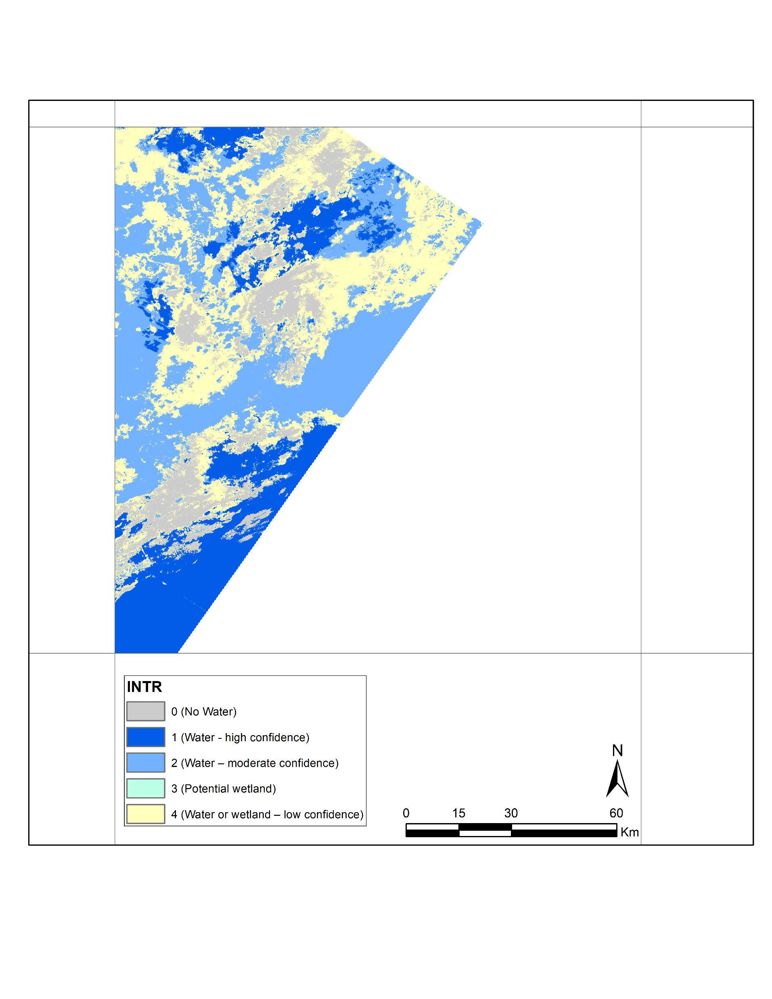 INTR
0 (No Water)
1 (Water - high confidence)
2 (Water – moderate confidence)
3 (Potential wetland)
4 (Water or wetland – low confidence)
N
0 15 30 60
Km